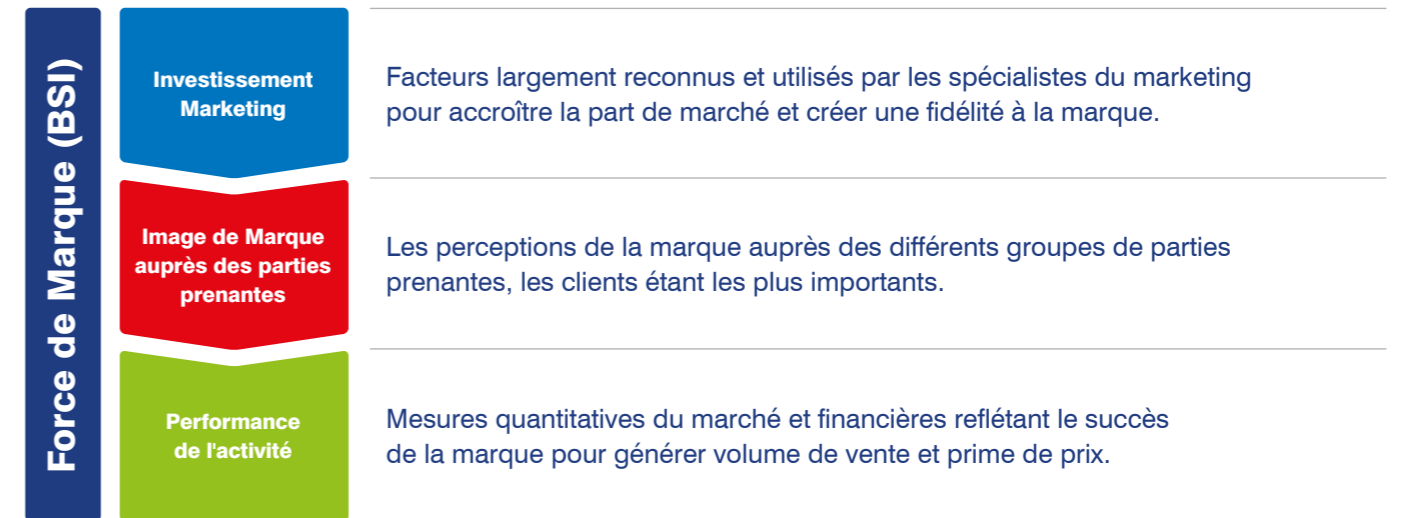 Force de Marque (BSI)
Investissement
Marketing
Facteurs largement reconnus et utilisés par les spécialistes du marketing
pour accroître la part de marché et créer une fidélité à la marque.
Image de Marque
auprès des parties
prenantes
Les perceptions de la marque auprès des différents groupes de parties
prenantes, les clients étant les plus importants.
Performance
de l'activité
Mesures quantitatives du marché et financières reflétant le succès
de la marque pour générer volume de vente et prime de prix.